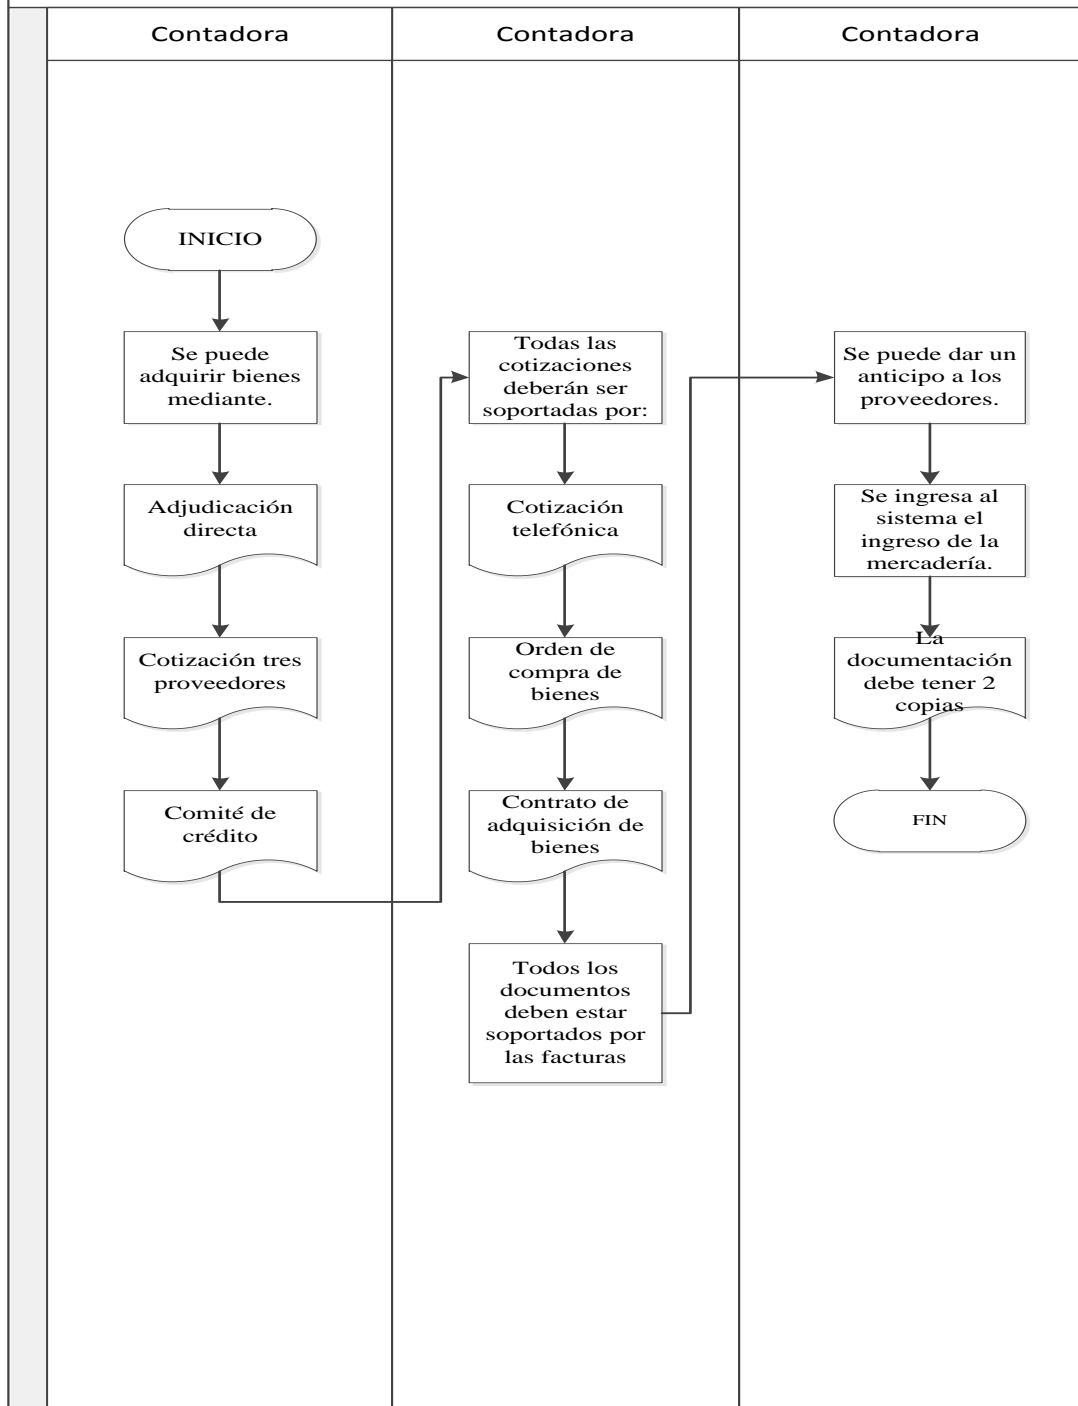 Contadora
Contadora
Contadora
INICIO
Se puede
adquirir bienes
mediante.
Adjudicación
directa
Cotización tres
proveedores
Comité de
crédito
Todas las
cotizaciones
deberán ser
soportadas por:
Cotización
telefónica
Orden de
compra de
bienes
Contrato de
adquisición de
bienes
Todos los
documentos
deben estar
soportados por
las facturas
Se puede dar un
anticipo a los
proveedores.
Se ingresa al
sistema el
ingreso de la
mercadería.
La
documentación
debe tener 2
copias
FIN